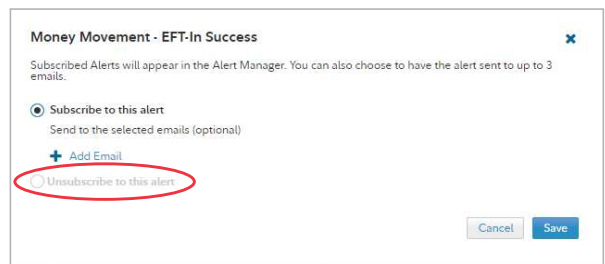 Money Movement - EFT-In Success
Subscribed Alerts will appear in the Alert Manager. You can also choose to have the alert sent to up to 3
emails.
Subscribe to this alert
Send to the selected emails (optional)
Add Email
Unsubscribe to this alert
Cancel Save